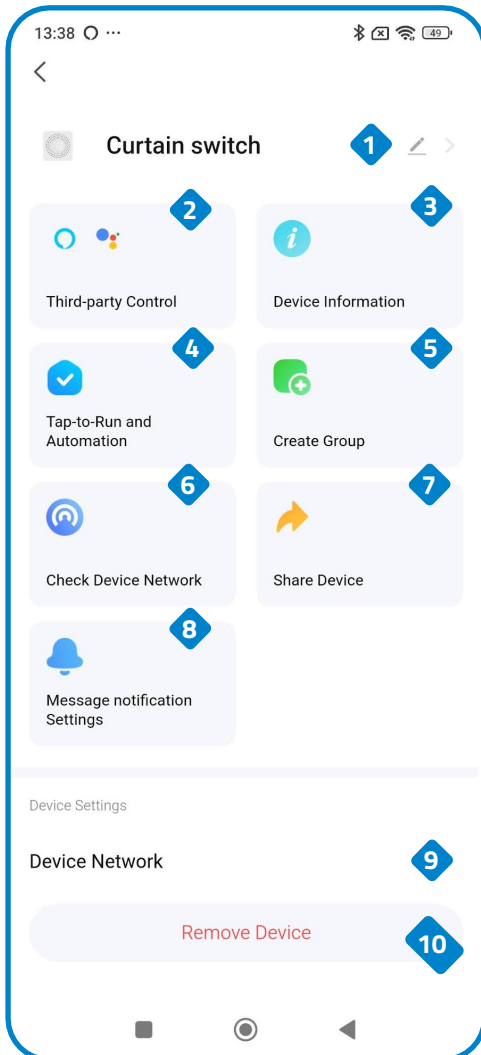 13:38 ...
49
Curtain switch
1
2
3
Third-party Control
Device Information
4
5
Tap-to-Run and
Automation
Create Group
6
7
Check Device Network
Share Device
8
Message notification
Settings
Device Settings
Device Network
9
Remove Device
10